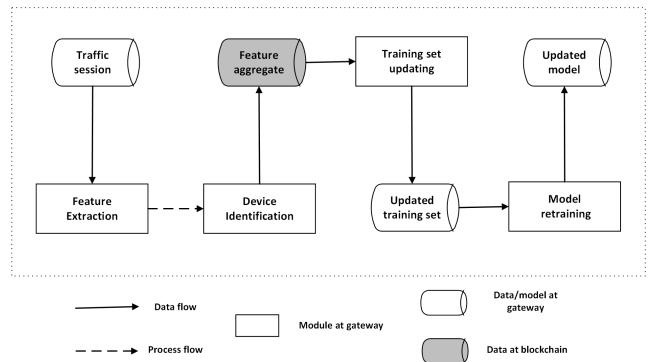 Traffic
session
Feature
aggregate
Training set
updating
Updated
model
Feature
Extraction
Device
Identification
Updated
training set
Model
retraining
Data flow
Process flow
Module at gateway
Data/model at
gateway
Data at blockchain